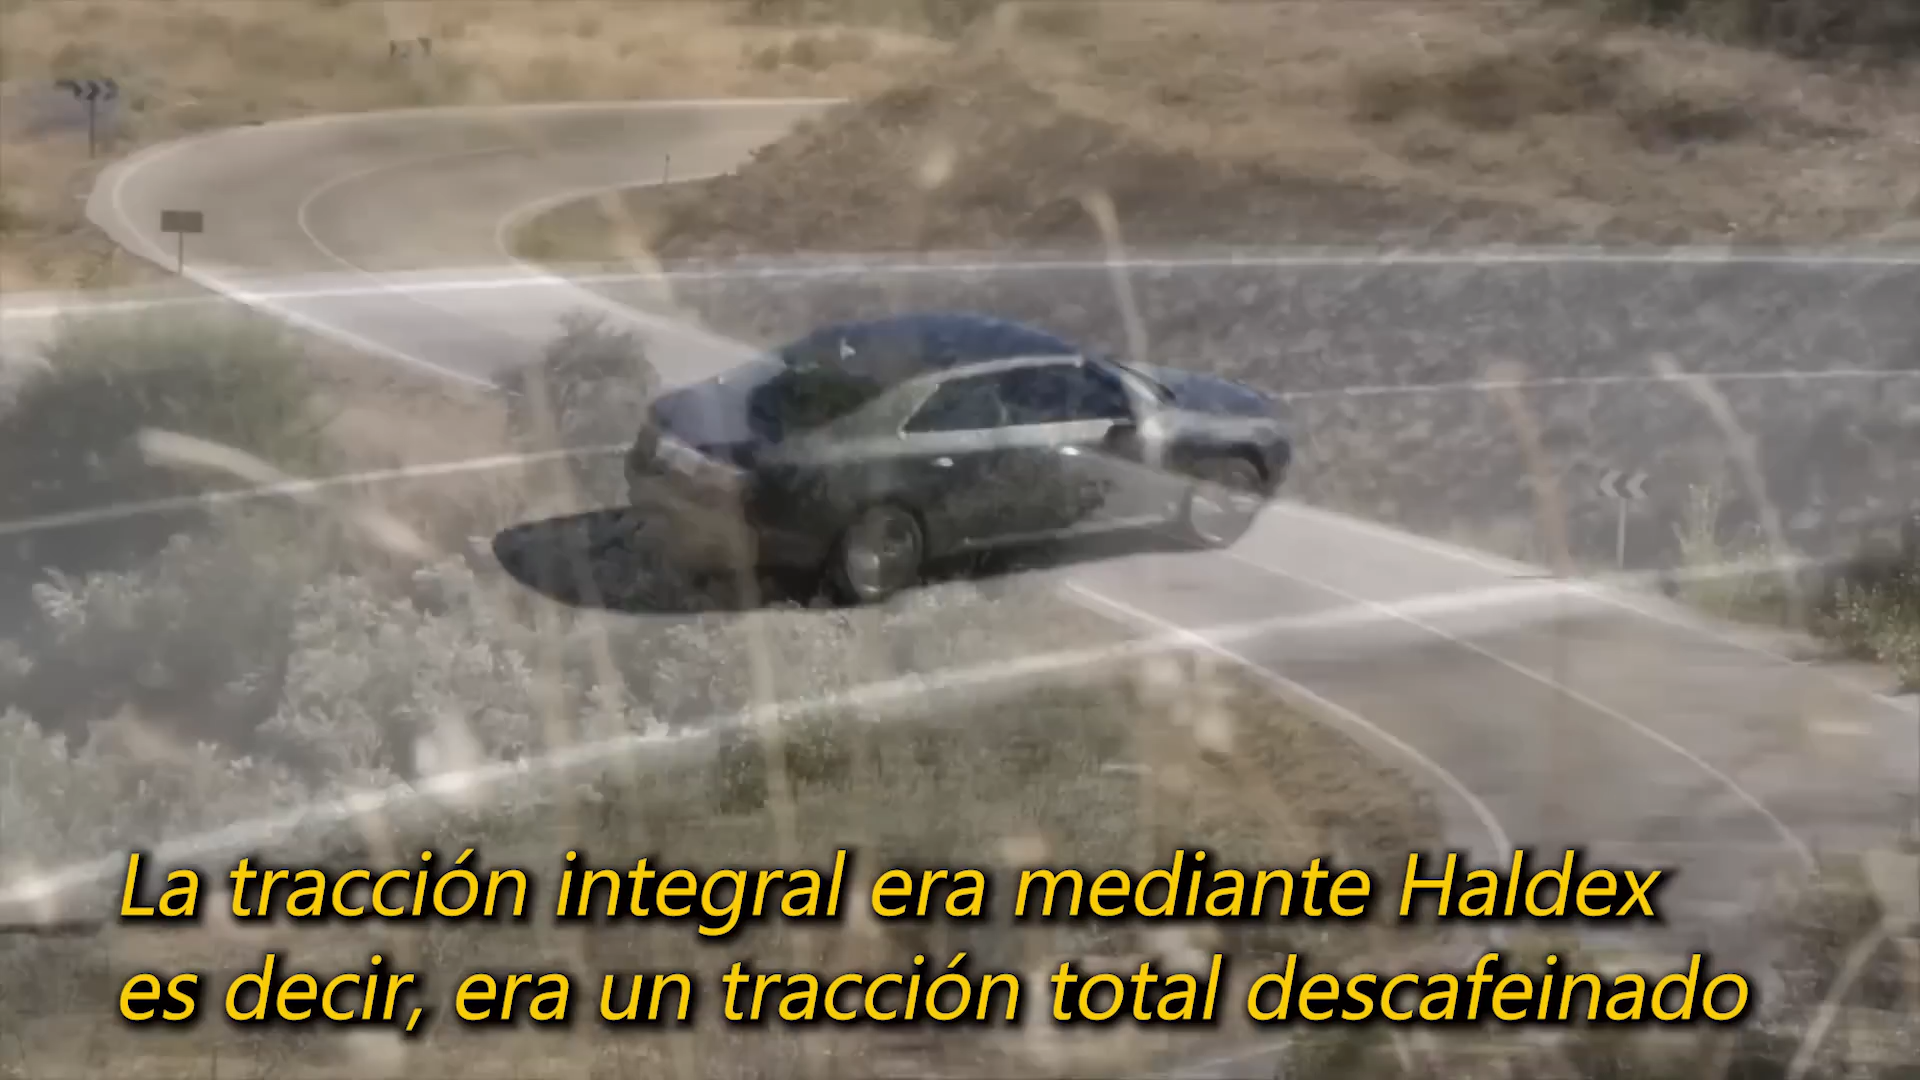 La tracción integral era mediante Haldex
es decir, era un tracción total descafeinado